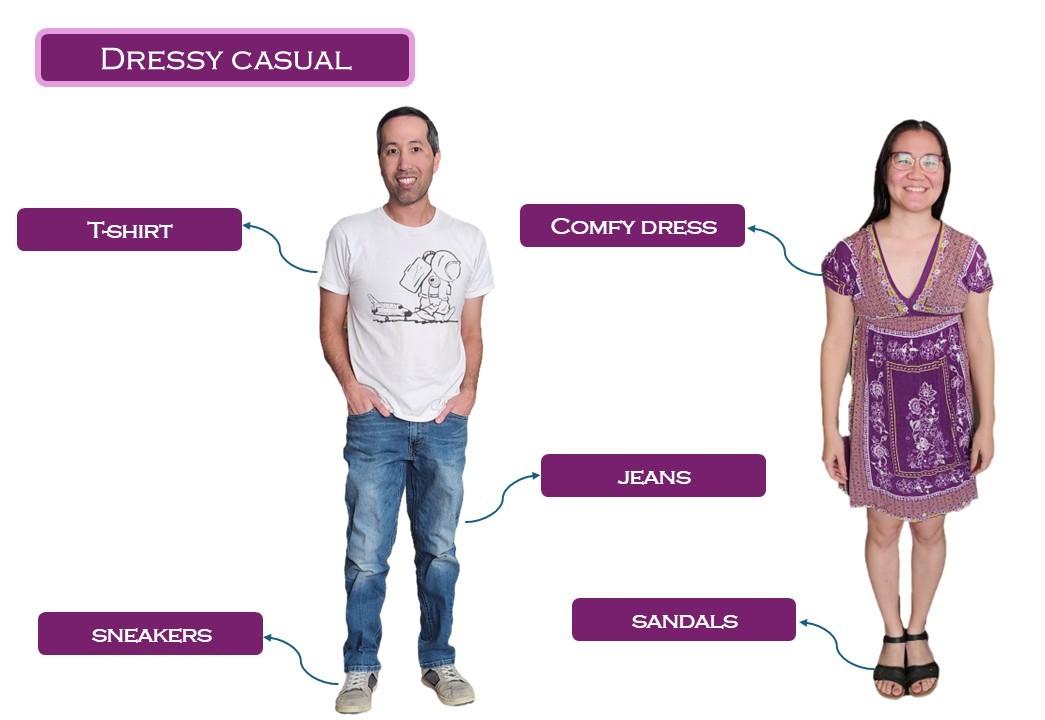 Dressy casual
T-shirt
Comfy dress
jeans
sneakers
sandals